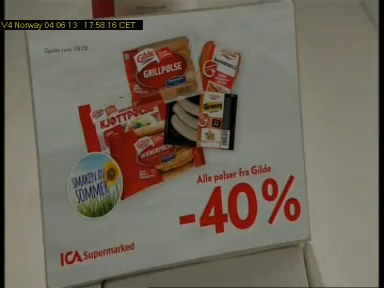 V4 Norway 04 06 13 17:58:16 CET
Gilde
GRILLPØLSE
Gilde
KJØTTPØLSE
Gilde
WIENERPØLSE
SMAKEN AV
SOMMER
Alle pølser fra Gilde
-40%
ICA Supermarked